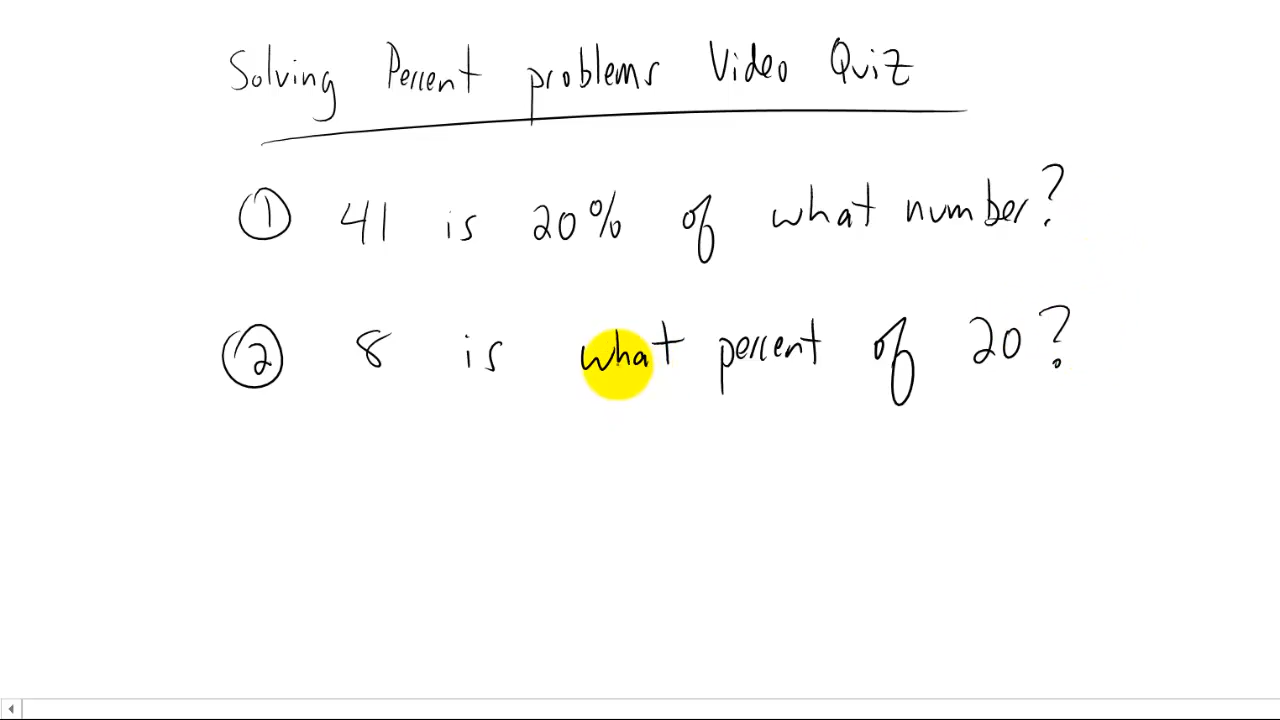 Solving Percent problems Video Quiz
① 41 is 20% of what number?
② 8 is what percent of 20?